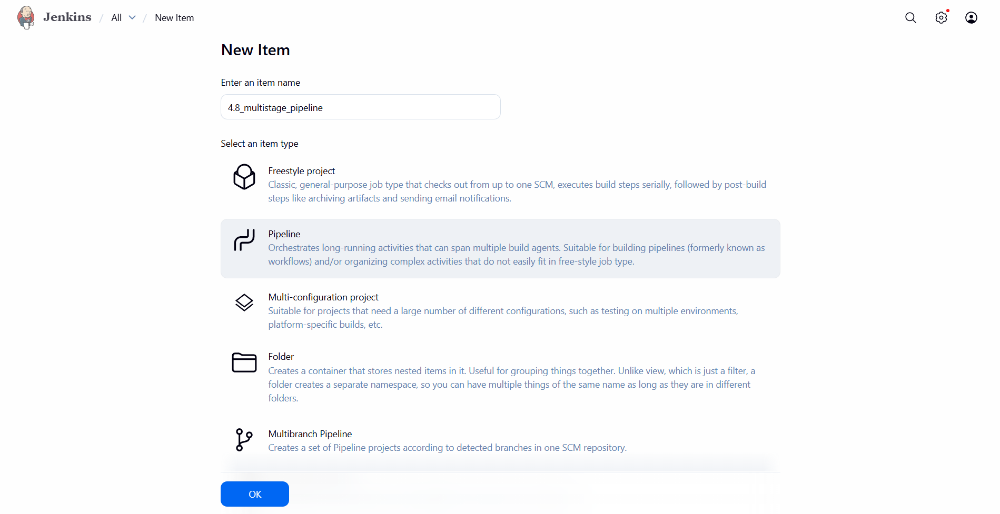 Jenkins / All / New Item
New Item
Enter an item name
4.8_multistage_pipeline
Select an item type
Freestyle project
Classic, general-purpose job type that checks out from up to one SCM, executes build steps serially, followed by post-build
steps like archiving artifacts and sending email notifications.
Pipeline
Orchestrates long-running activities that can span multiple build agents. Suitable for building pipelines (formerly known as
workflows) and/or organizing complex activities that do not easily fit in free-style job type.
Multi-configuration project
Suitable for projects that need a large number of different configurations, such as testing on multiple environments,
platform-specific builds, etc.
Folder
Creates a container that stores nested items in it. Useful for grouping things together. Unlike view, which is just a filter, a
folder creates a separate namespace, so you can have multiple things of the same name as long as they are in different
folders.
Multibranch Pipeline
Creates a set of Pipeline projects according to detected branches in one SCM repository.
OK